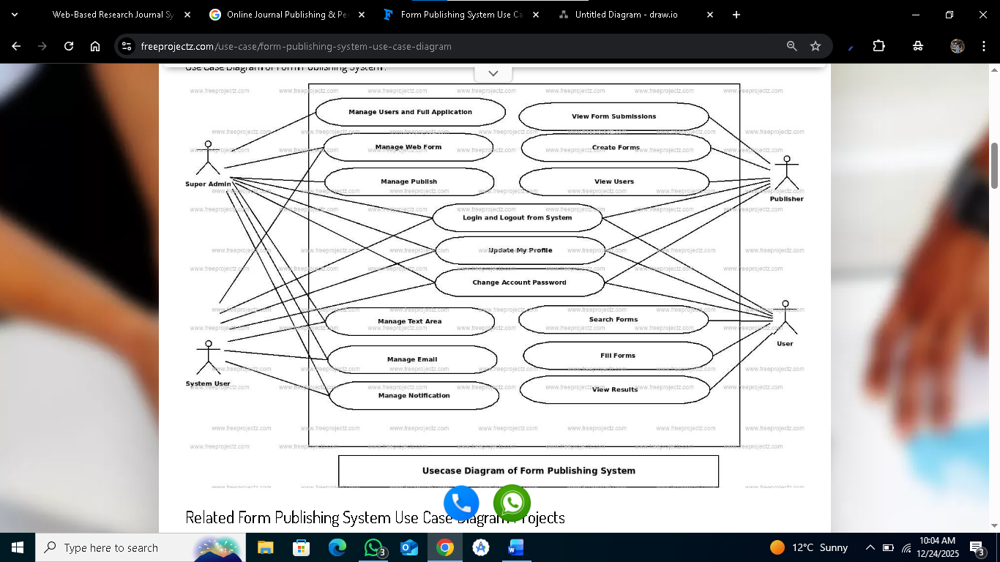 Web-Based Research Journal Sy
Online Journal Publishing & Pe
Form Publishing System Use Ca
Untitled Diagram - draw.io
freeprojectz.com/use-case/form-publishing-system-use-case-diagram
Use Case Diagram of Form Publishing System :
www.freeprojectz.com
Manage Users and Full Application
View Form Submissions
Manage Web Form
Create Forms
Super Admin
Manage Publish
View Users
Publisher
Login and Logout from System
Update My Profile
Change Account Password
Manage Text Area
Search Forms
User
Manage Email
Fill Forms
System User
Manage Notification
View Results
Usecase Diagram of Form Publishing System
Related Form Publishing System Use Case Diagram Projects
Type here to search
3
12°C Sunny
10:04 AM
12/24/2025
3